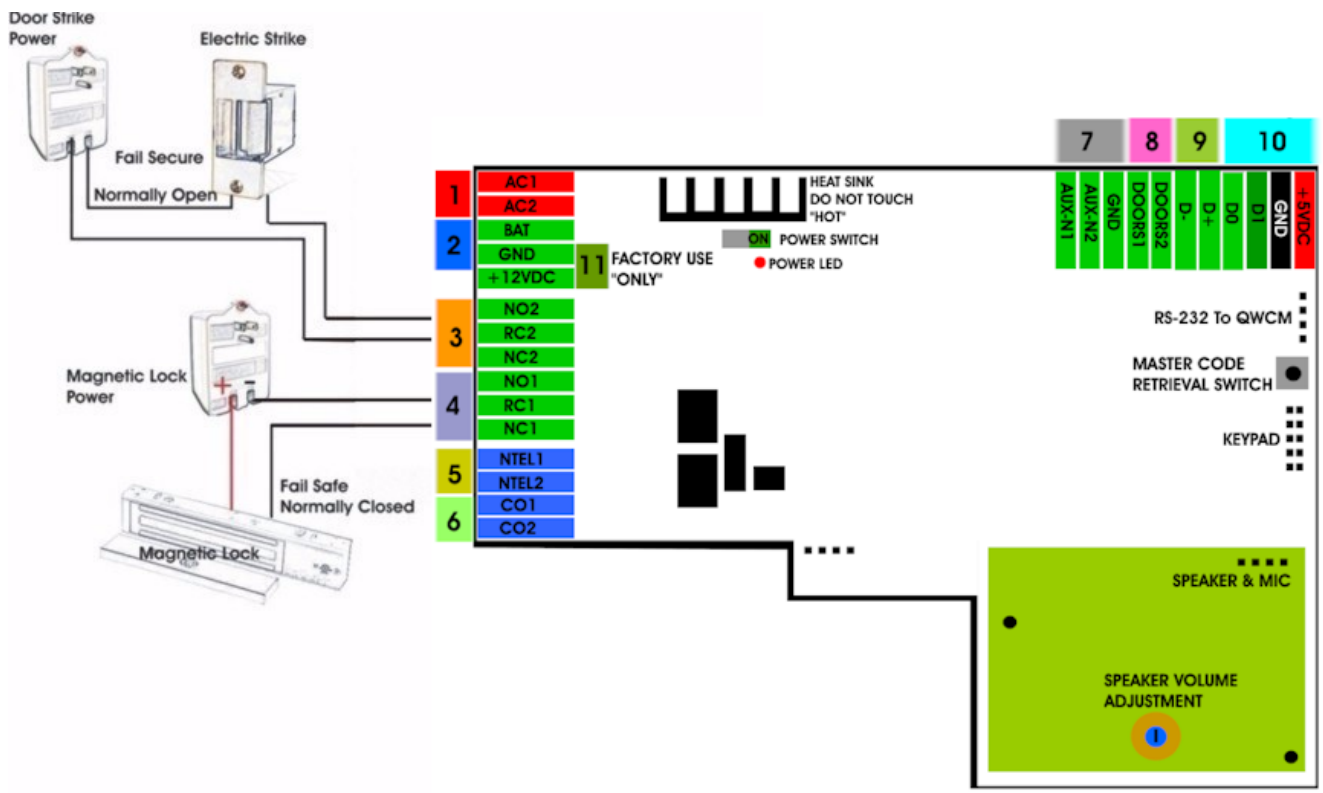 Door Strike
Power
Electric Strike
Fail Secure
Normally Open
Magnetic Lock
Power
+
-
Fail Safe
Normally Closed
Magnetic Lock
1
2
3
4
5
6
AC1
AC2
BAT
GND
+12VDC
11
FACTORY USE
"ONLY"
NO2
RC2
NC2
NO1
RC1
NC1
NTEL1
NTEL2
CO1
CO2
HEAT SINK
DO NOT TOUCH
"HOT"
ON
POWER SWITCH
POWER LED
7
8
9
10
AUX-N1
AUX-N2
GND
DOORS1
DOORS2
D-
D+
D0
D1
GND
+5VDC
RS-232 To QWCM
MASTER CODE
RETRIEVAL SWITCH
KEYPAD
SPEAKER & MIC
SPEAKER VOLUME
ADJUSTMENT